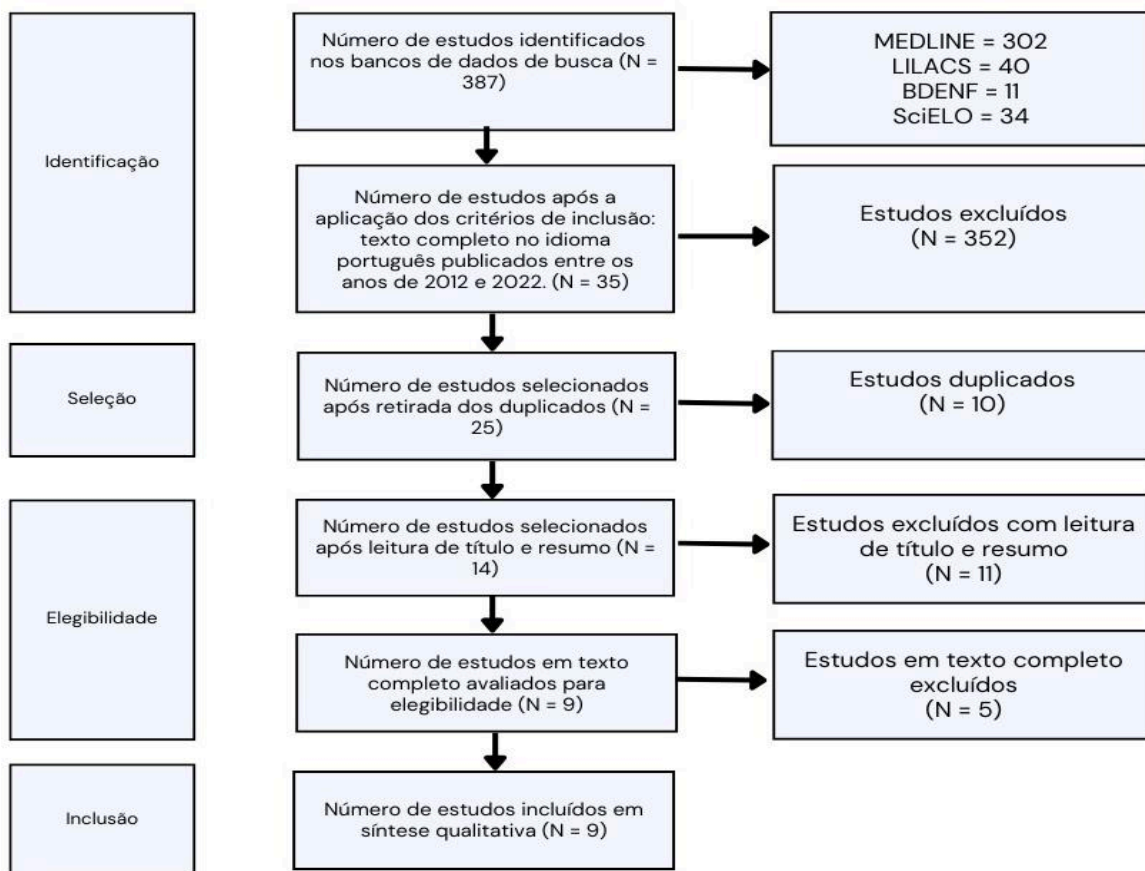 Identificação
Número de estudos identificados
nos bancos de dados de busca (N =
387)
MEDLINE = 302
LILACS = 40
BDENF = 11
SciELO = 34
Número de estudos após a
aplicação dos critérios de inclusão:
texto completo no idioma
português publicados entre os
anos de 2012 e 2022. (N = 35)
Estudos excluídos
(N = 352)
Seleção
Número de estudos selecionados
após retirada dos duplicados (N =
25)
Estudos duplicados
(N = 10)
Elegibilidade
Número de estudos selecionados
após leitura de título e resumo (N =
14)
Estudos excluídos com leitura
de título e resumo
(N = 11)
Número de estudos em texto
completo avaliados para
elegibilidade (N = 9)
Estudos em texto completo
excluídos
(N = 5)
Inclusão
Número de estudos incluídos em
síntese qualitativa (N = 9)